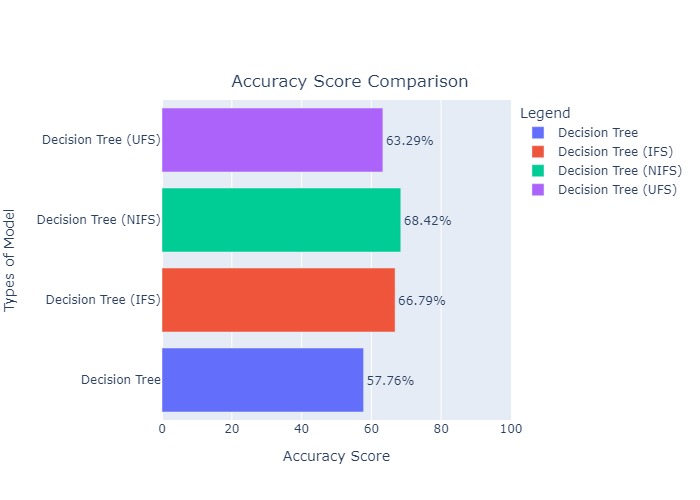 Accuracy Score Comparison
Types of Model
Decision Tree (UFS)
63.29%
Decision Tree (NIFS)
68.42%
Decision Tree (IFS)
66.79%
Decision Tree
57.76%
0 20 40 60 80 100
Accuracy Score
Legend
Decision Tree
Decision Tree (IFS)
Decision Tree (NIFS)
Decision Tree (UFS)